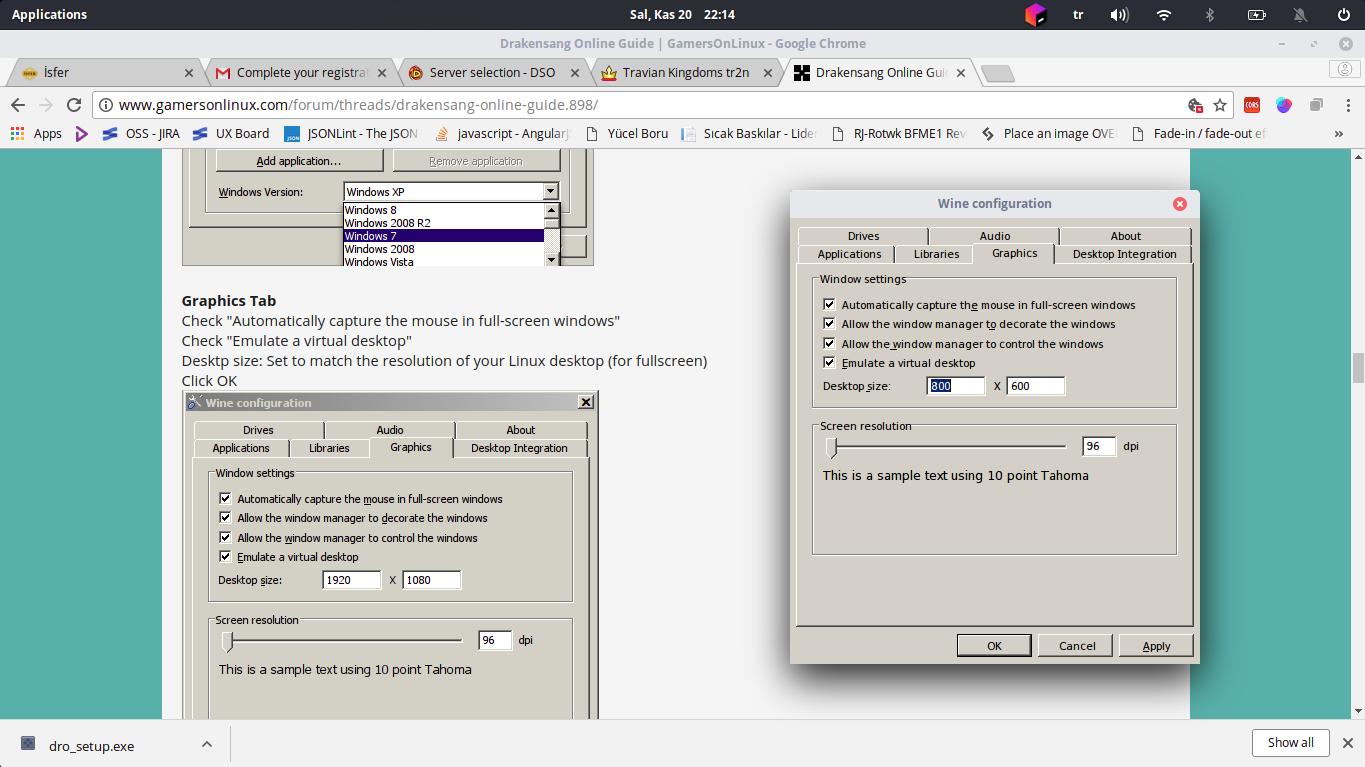 Applications
Sal, Kas 20 22:14
tr
Drakensang Online Guide | GamersOnLinux - Google Chrome
İsfer
Complete your registrat
Server selection - DSO
Travian Kingdoms tr2n
Drakensang Online Guid
www.gamersonlinux.com/forum/threads/drakensang-online-guide.898/
CORS
Apps
OSS - JIRA
UX Board
JSON
JSONLint - The JSON
javascript - AngularJ
Yücel Boru
Sıcak Baskılar - Lider
RJ-Rotwk BFME1 Rev
Place an image OVE
Fade-in / fade-out ef
»
Add application...
Remove application
Windows Version:
Windows XP
Windows 8
Windows 2008 R2
Windows 7
Windows 2008
Windows Vista
Graphics Tab
Check "Automatically capture the mouse in full-screen windows"
Check "Emulate a virtual desktop"
Desktp size: Set to match the resolution of your Linux desktop (for fullscreen)
Click OK
Wine configuration
Drives
Audio
About
Applications
Libraries
Graphics
Desktop Integration
Window settings
Automatically capture the mouse in full-screen windows
Allow the window manager to decorate the windows
Allow the window manager to control the windows
Emulate a virtual desktop
Desktop size:
1920
X
1080
Screen resolution
96
dpi
This is a sample text using 10 point Tahoma
Wine configuration
Drives
Audio
About
Applications
Libraries
Graphics
Desktop Integration
Window settings
Automatically capture the mouse in full-screen windows
Allow the window manager to decorate the windows
Allow the window manager to control the windows
Emulate a virtual desktop
Desktop size:
800
X
600
Screen resolution
96
dpi
This is a sample text using 10 point Tahoma
OK
Cancel
Apply
dro_setup.exe
Show all